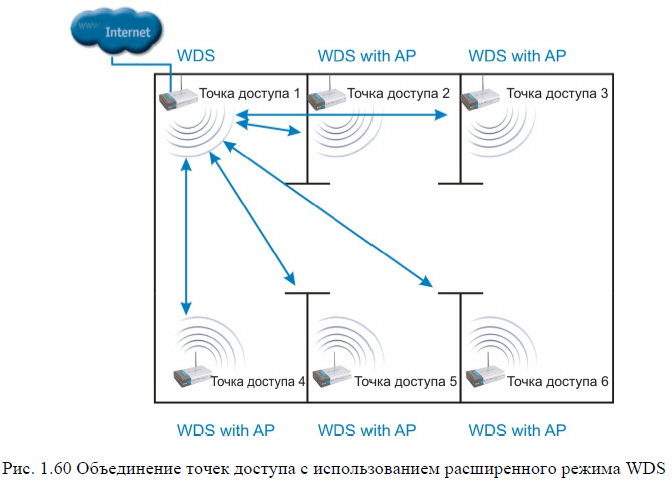 WWW.
Internet
WDS
WDS with AP
WDS with AP
Точка доступа 1
Точка доступа 2
Точка доступа 3
Точка доступа 4
Точка доступа 5
Точка доступа 6
WDS with AP
WDS with AP
WDS with AP
Рис. 1.60 Объединение точек доступа с использованием расширенного режима WDS